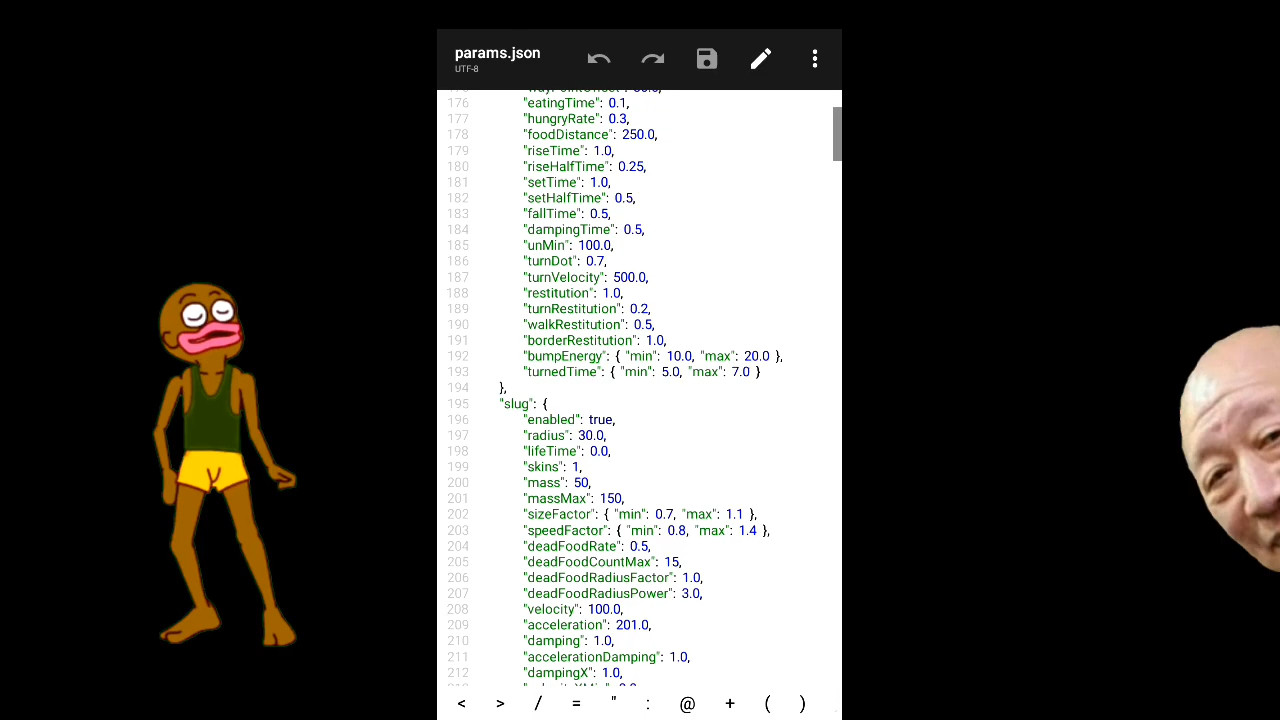 params.json
UTF-8
176 "eatingTime": 0.1,
177 "hungryRate": 0.3,
178 "foodDistance": 250.0,
179 "riseTime": 1.0,
180 "riseHalfTime": 0.25,
181 "setTime": 1.0,
182 "setHalfTime": 0.5,
183 "fallTime": 0.5,
184 "dampingTime": 0.5,
185 "unMin": 100.0,
186 "turnDot": 0.7,
187 "turnVelocity": 500.0,
188 "restitution": 1.0,
189 "turnRestitution": 0.2,
190 "walkRestitution": 0.5,
191 "borderRestitution": 1.0,
192 "bumpEnergy": { "min": 10.0, "max": 20.0 },
193 "turnedTime": { "min": 5.0, "max": 7.0 }
194 },
195 "slug": {
196 "enabled": true,
197 "radius": 30.0,
198 "lifeTime": 0.0,
199 "skins": 1,
200 "mass": 50,
201 "massMax": 150,
202 "sizeFactor": { "min": 0.7, "max": 1.1 },
203 "speedFactor": { "min": 0.8, "max": 1.4 },
204 "deadFoodRate": 0.5,
205 "deadFoodCountMax": 15,
206 "deadFoodRadiusFactor": 1.0,
207 "deadFoodRadiusPower": 3.0,
208 "velocity": 100.0,
209 "acceleration": 201.0,
210 "damping": 1.0,
211 "accelerationDamping": 1.0,
212 "dampingX": 1.0,
< > / = " : @ + ( )